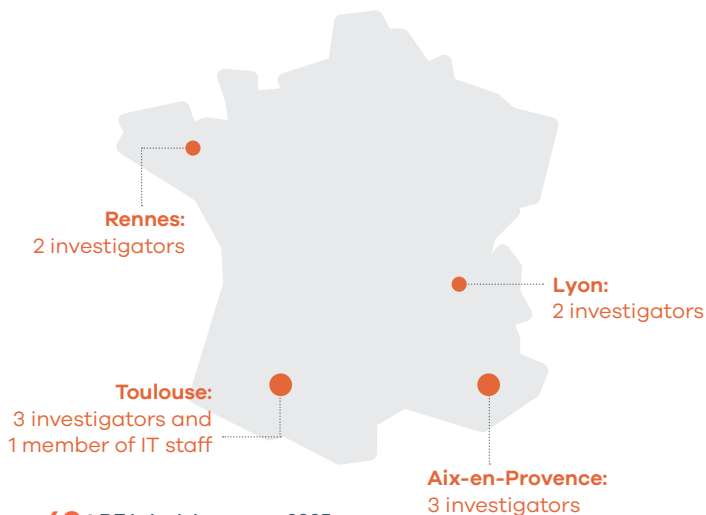 Rennes:
2 investigators
Lyon:
2 investigators
Toulouse:
3 investigators and
1 member of IT staff
Aix-en-Provence:
3 investigators